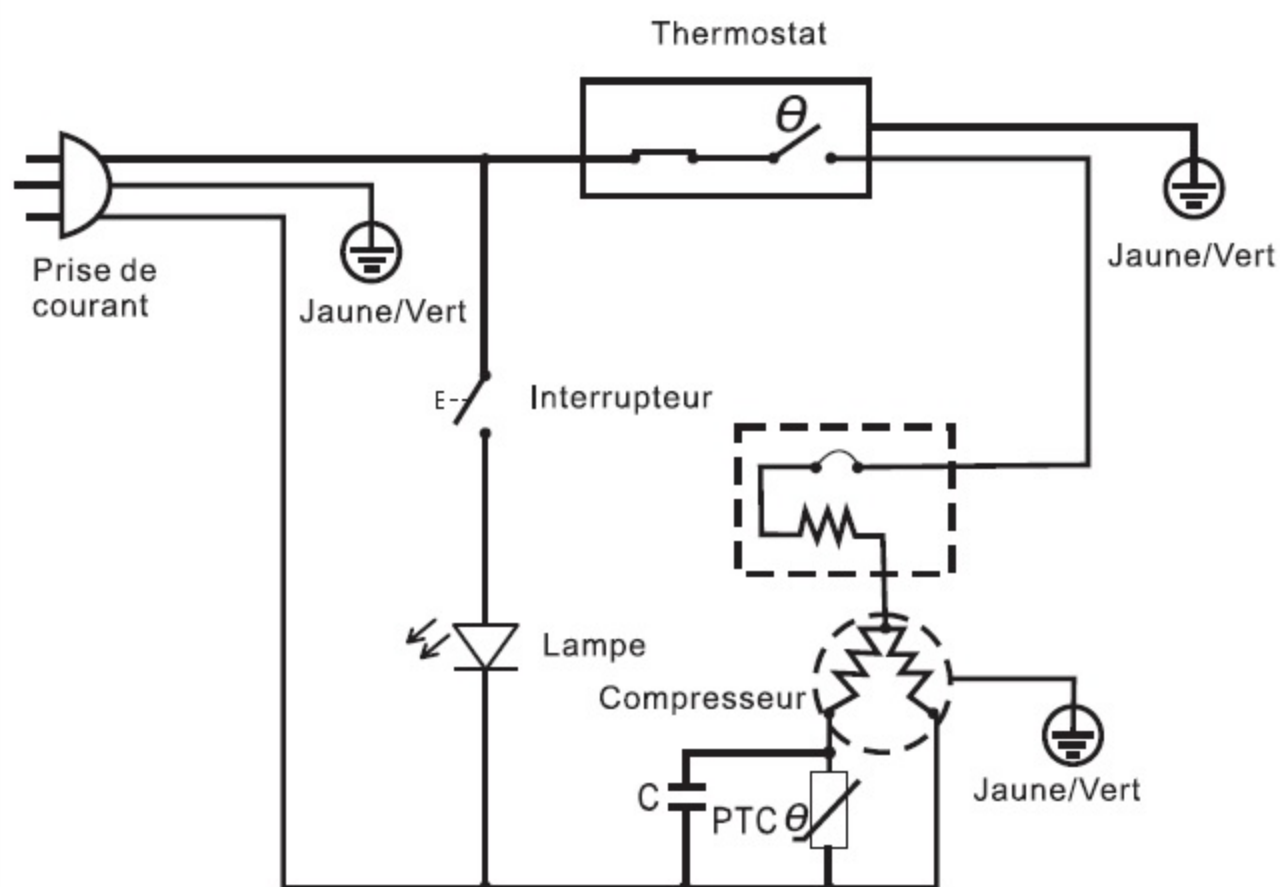 Thermostat
θ
Prise de
courant
Jaune/Vert
Jaune/Vert
E
Interrupteur
Lampe
Compresseur
C
PTC θ
Jaune/Vert